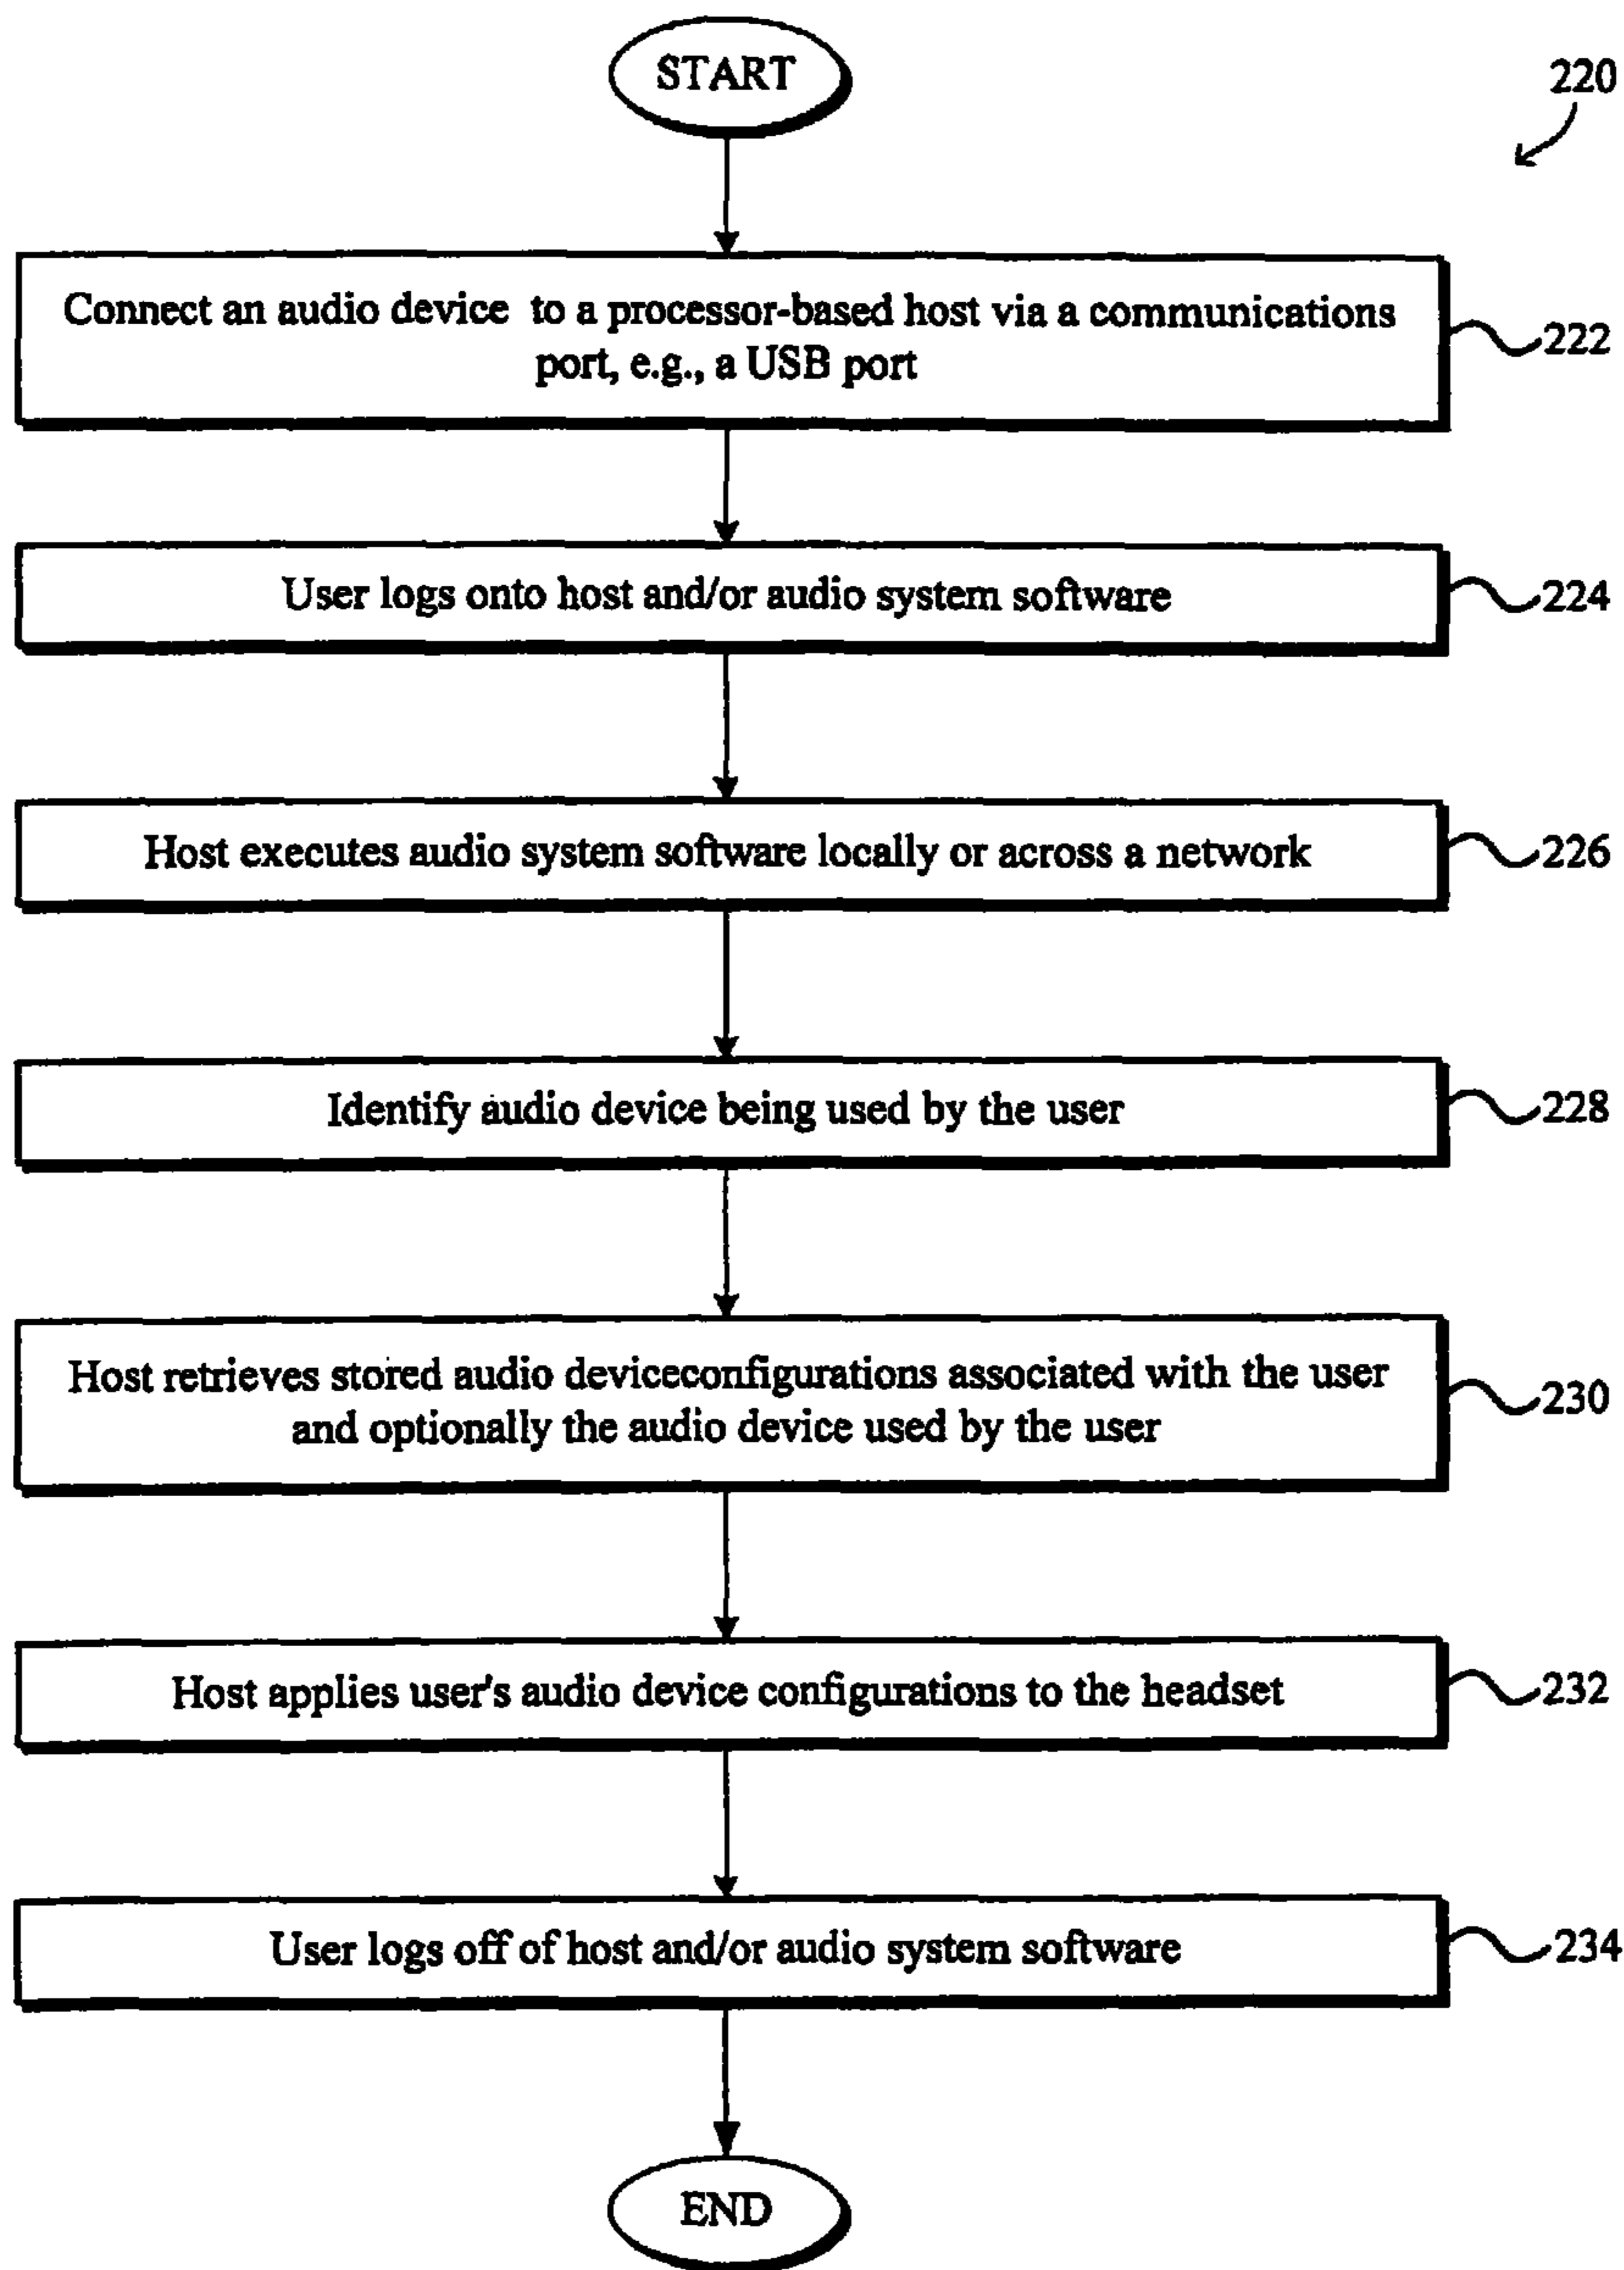 START
220
Connect an audio device to a processor-based host via a communications
port, e.g., a USB port
222
User logs onto host and/or audio system software
224
Host executes audio system software locally or across a network
226
Identify audio device being used by the user
228
Host retrieves stored audio deviceconfigurations associated with the user
and optionally the audio device used by the user
230
Host applies user's audio device configurations to the headset
232
User logs off of host and/or audio system software
234
END